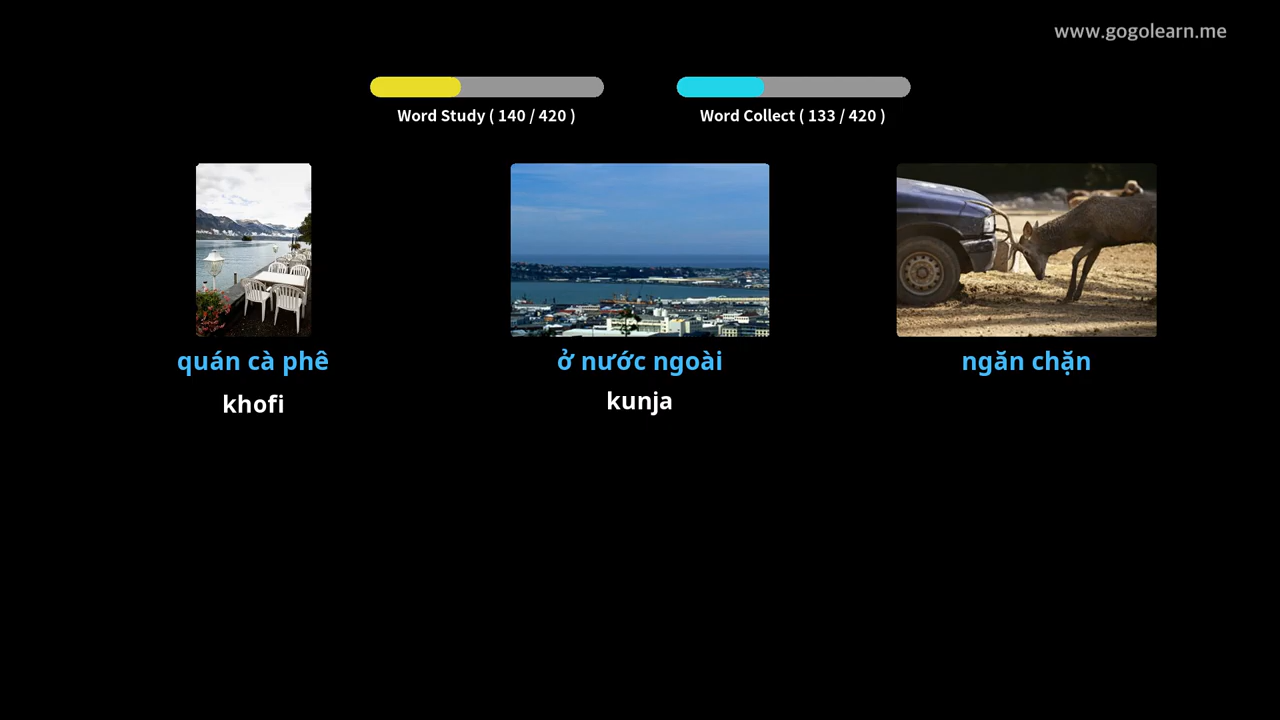 www.gogolearn.me
Word Study ( 140 / 420 )
Word Collect ( 133 / 420 )
quán cà phê
ở nước ngoài
ngăn chặn
khofi
kunja